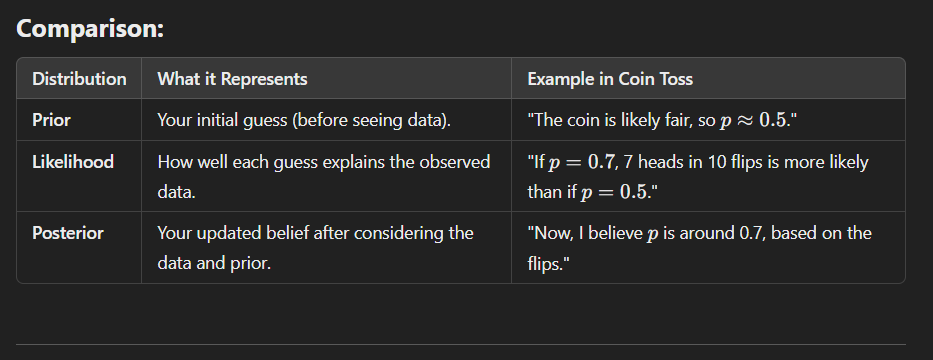 Comparison:
Distribution What it Represents Example in Coin Toss
Prior Your initial guess (before seeing data). "The coin is likely fair, so p ≈ 0.5."
Likelihood How well each guess explains the observed "If p = 0.7, 7 heads in 10 flips is more likely
data. than if p = 0.5."
Posterior Your updated belief after considering the "Now, I believe p is around 0.7, based on the
data and prior. flips."